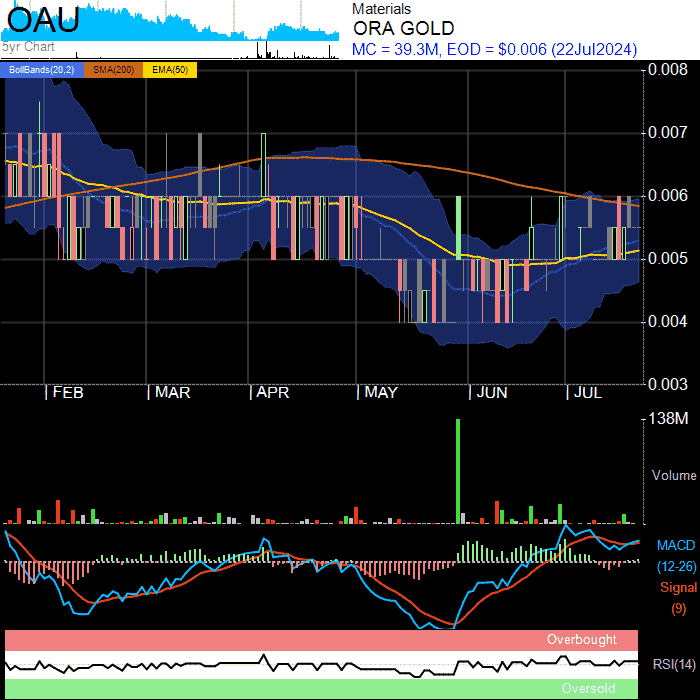 OAU
5yr Chart
Materials
ORA GOLD
MC = 39.3M, EOD = $0.006 (22Jul2024)
BollBands(20,2) SMA(200) EMA(50)
0.008
0.007
0.006
0.005
0.004
0.003
FEB MAR APR MAY JUN JUL
138M
Volume
MACD
(12-26)
Signal
(9)
Overbought
RSI(14)
Oversold